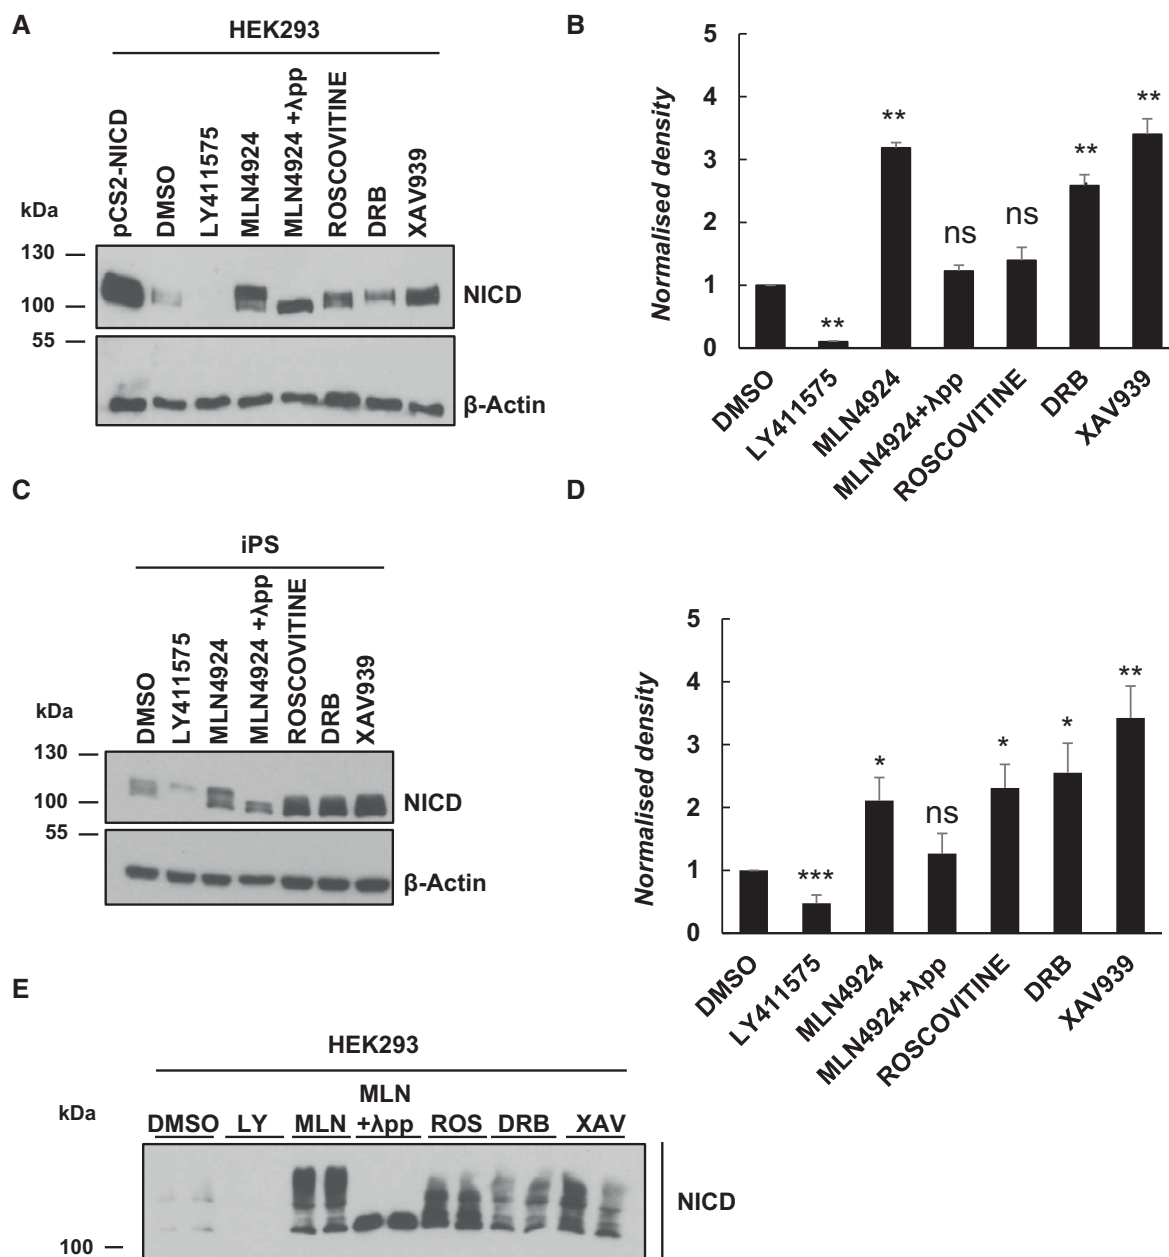 A
HEK293
pCS2-NICD
DMSO
LY411575
MLN4924
MLN4924 +λpp
ROSCOVITINE
DRB
XAV939
kDa
130
100
55
NICD
β-Actin
B
Normalised density
5
4
3
2
1
0
**
**
ns
ns
**
**
DMSO
LY411575
MLN4924
MLN4924+λpp
ROSCOVITINE
DRB
XAV939
C
iPS
DMSO
LY411575
MLN4924
MLN4924 +λpp
ROSCOVITINE
DRB
XAV939
kDa
130
100
55
NICD
β-Actin
D
Normalised density
5
4
3
2
1
0
***
*
ns
*
*
**
DMSO
LY411575
MLN4924
MLN4924+λpp
ROSCOVITINE
DRB
XAV939
E
HEK293
kDa
DMSO LY MLN MLN +λpp ROS DRB XAV
100
NICD